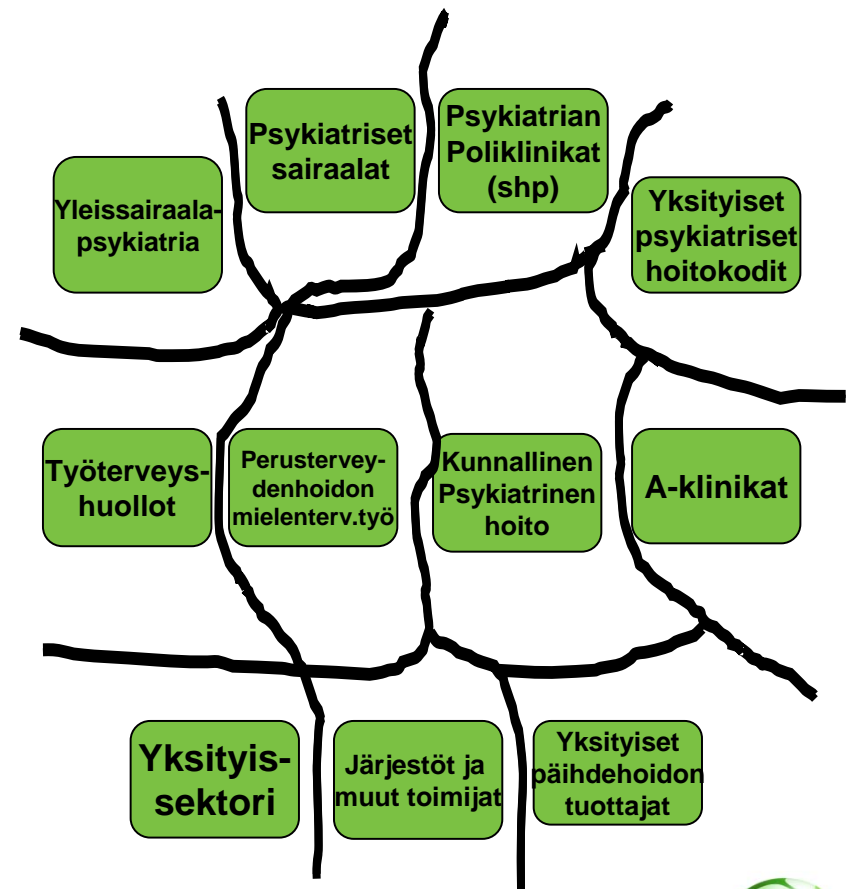 Psykiatriset
sairaalat
Psykiatrian
Poliklinikat
(shp)
Yleissairaala-
psykiatria
Yksityiset
psykiatriset
hoitokodit
Työterveys-
huollot
Perustervey-
denhoidon
mielenterv.työ
Kunnallinen
Psykiatrinen
hoito
A-klinikat
Yksityis-
sektori
Järjestöt ja
muut toimijat
Yksityiset
päihdehoidon
tuottajat